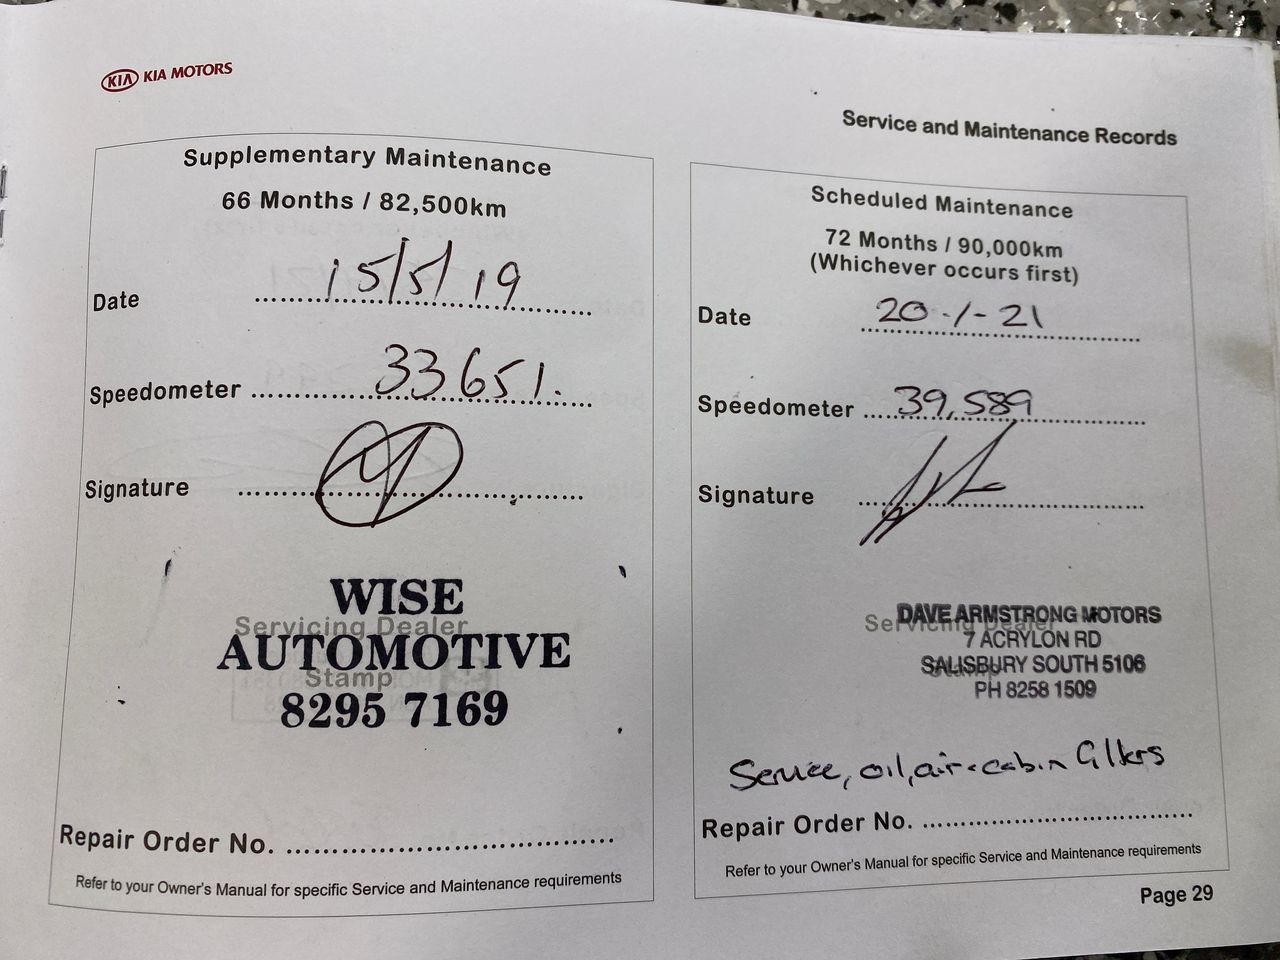 KIA KIA MOTORS
Service and Maintenance Records
Supplementary Maintenance
66 Months / 82,500km
Date 15/5/19
Speedometer 33651.
Signature
Servicing Dealer
Stamp
WISE
AUTOMOTIVE
8295 7169
Repair Order No.
Refer to your Owner's Manual for specific Service and Maintenance requirements
Scheduled Maintenance
72 Months / 90,000km
(Whichever occurs first)
Date 20-1-21
Speedometer 39,589
Signature
Servicing Dealer
Stamp
DAVE ARMSTRONG MOTORS
7 ACRYLON RD
SALISBURY SOUTH 5106
PH 8258 1509
Service, oil, air + cabin filters
Repair Order No.
Refer to your Owner's Manual for specific Service and Maintenance requirements
Page 29